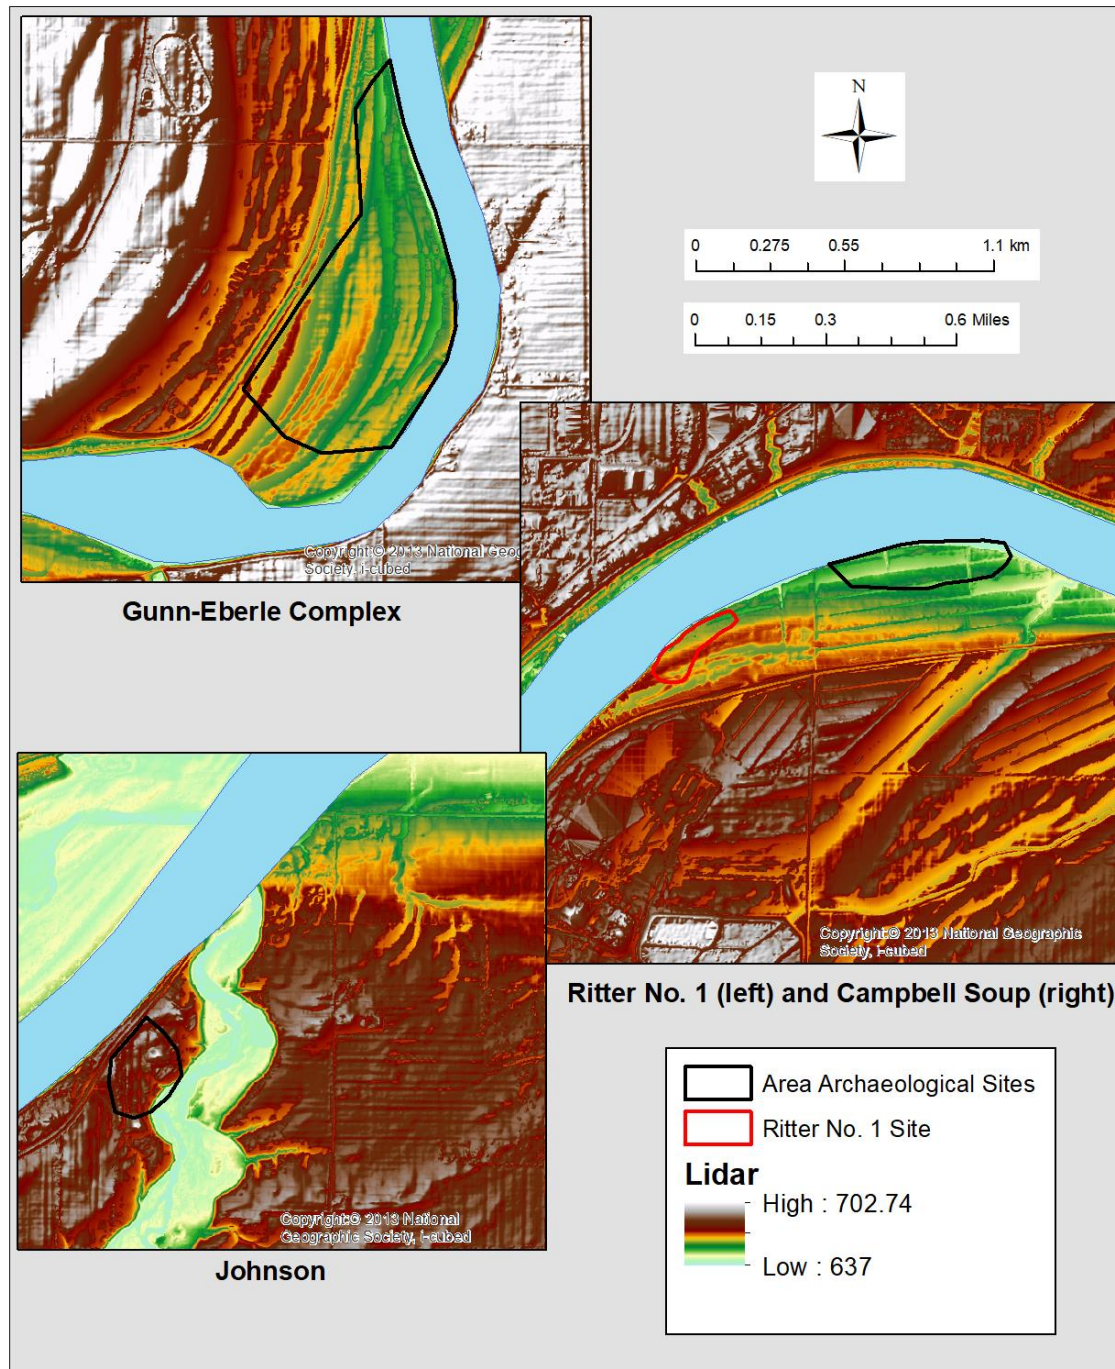 N
0 0.275 0.55 1.1 km
0 0.15 0.3 0.6 Miles
Copyright:© 2013 National Geog
Society, i-cubed
Gunn-Eberle Complex
Copyright:© 2013 National Geographic
Society, i-cubed
Ritter No. 1 (left) and Campbell Soup (right)
Copyright:© 2013 National
Geographic Society, i-cubed
Johnson
Area Archaeological Sites
Ritter No. 1 Site
Lidar
High : 702.74
Low : 637